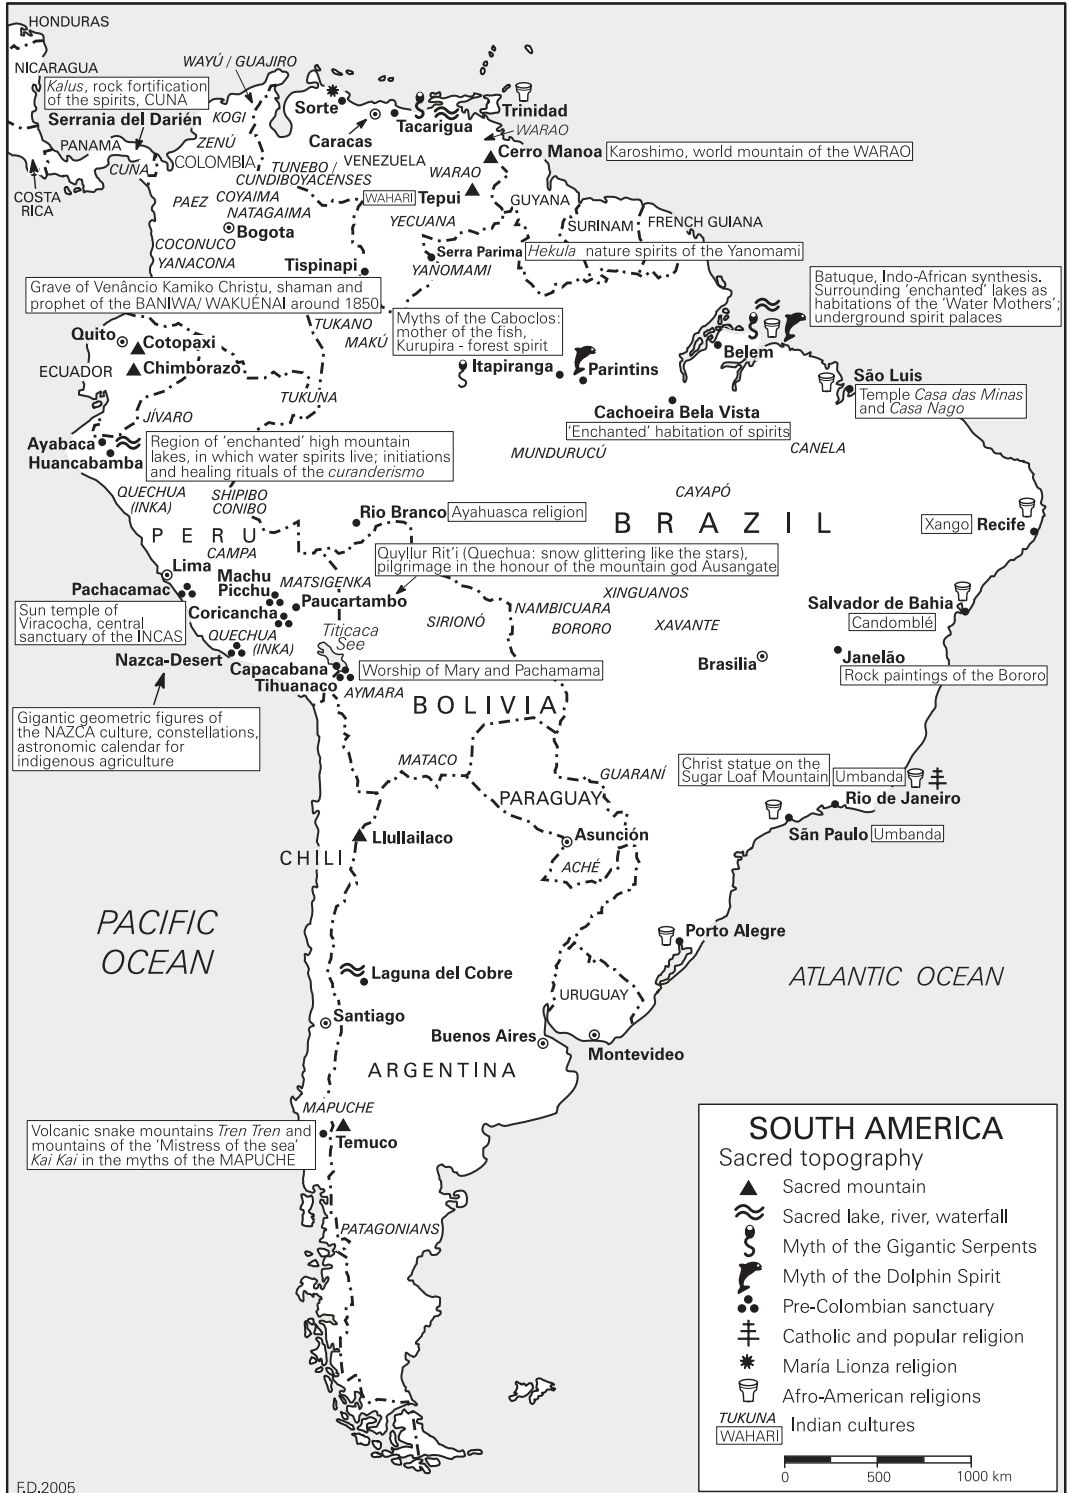 HONDURAS
NICARAGUA
WAYÚ / GUAJIRO
Kalus, rock fortification
of the spirits, CUNA
Serrania del Darién
KOGI
Sorte
Trinidad
Caracas
Tacarigua
WARAO
PANAMA
ZENÚ
COLOMBIA
CUNA
TUNEBO /
CUNDIBOYACENSES
VENEZUELA
Cerro Manoa
Karoshimo, world mountain of the WARAO
COSTA
RICA
WARAO
WAHARI
Tepui
GUYANA
PAEZ
COYAIMA
NATAGAIMA
Bogota
YECUANA
SURINAM
FRENCH GUIANA
COCONUCO
YANACONA
Serra Parima
Hekula nature spirits of the Yanomami
YANOMAMI
Tispinapi
Grave of Venâncio Kamiko Christu, shaman and
prophet of the BANIWA/ WAKUÉNAI around 1850
Batuque, Indo-African synthesis.
Surrounding ‘enchanted’ lakes as
habitations of the ‘Water Mothers’;
underground spirit palaces
TUKANO
MAKÚ
Myths of the Caboclos:
mother of the fish,
Kurupira - forest spirit
Quito
Cotopaxi
Belem
ECUADOR
Chimborazo
Itapiranga
Parintins
São Luis
Temple Casa das Minas
and Casa Nago
TUKUNA
Cachoeira Bela Vista
‘Enchanted’ habitation of spirits
JÍVARO
Ayabaca
Huancabamba
Region of ‘enchanted’ high mountain
lakes, in which water spirits live; initiations
and healing rituals of the curanderismo
MUNDURUCÚ
CANELA
QUECHUA
(INKA)
SHIPIBO
CONIBO
CAYAPÓ
Rio Branco
Ayahuasca religion
BRAZIL
Xango
Recife
PERU
CAMPA
Quyllur Rit’i (Quechua: snow glittering like the stars),
pilgrimage in the honour of the mountain god Ausangate
Lima
Machu
Picchu
MATSIGENKA
Pachacamac
Paucartambo
XINGUANOS
NAMBICUARA
Salvador de Bahia
Candomblé
Sun temple of
Viracocha, central
sanctuary of the INCAS
Coricancha
SIRIONÓ
BORORO
XAVANTE
QUECHUA
(INKA)
Titicaca
See
Nazca-Desert
Capacabana
Tihuanaco
Worship of Mary and Pachamama
Brasilia
Janelão
Rock paintings of the Bororo
AYMARA
BOLIVIA
Gigantic geometric figures of
the NAZCA culture, constellations,
astronomic calendar for
indigenous agriculture
MATACO
GUARANÍ
Christ statue on the
Sugar Loaf Mountain
Umbanda
PARAGUAY
Rio de Janeiro
Llullailaco
Asunción
Sãn Paulo
Umbanda
CHILI
ACHÉ
PACIFIC
OCEAN
Porto Alegre
Laguna del Cobre
ATLANTIC OCEAN
URUGUAY
Santiago
Buenos Aires
Montevideo
ARGENTINA
MAPUCHE
Volcanic snake mountains Tren Tren and
mountains of the ‘Mistress of the sea’
Kai Kai in the myths of the MAPUCHE
Temuco
PATAGONIANS
SOUTH AMERICA
Sacred topography
Sacred mountain
Sacred lake, river, waterfall
Myth of the Gigantic Serpents
Myth of the Dolphin Spirit
Pre-Colombian sanctuary
Catholic and popular religion
María Lionza religion
Afro-American religions
TUKUNA
WAHARI
Indian cultures
0 500 1000 km
F.D.2005